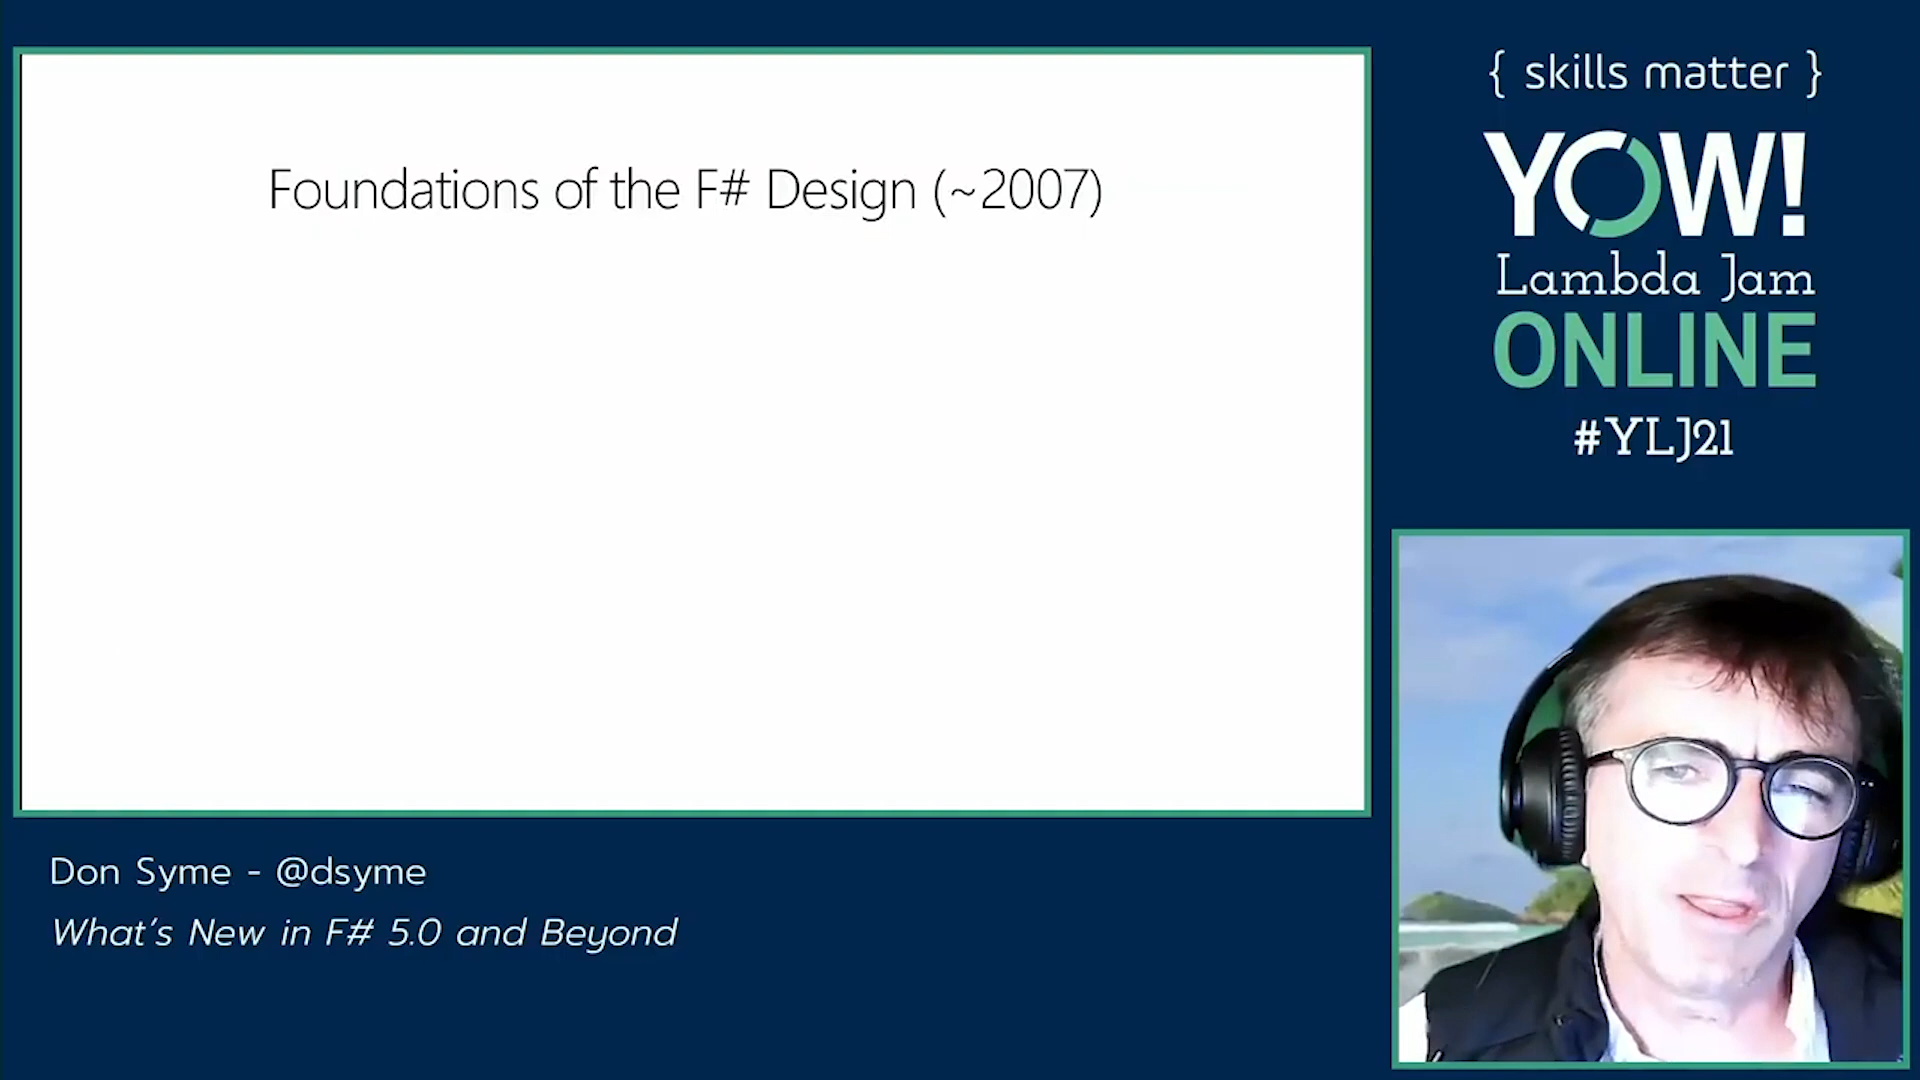 Foundations of the F# Design (~2007)
{ skills matter }
YOW!
Lambda Jam
ONLINE
#YLJ21
Don Syme - @dsyme
What's New in F# 5.0 and Beyond